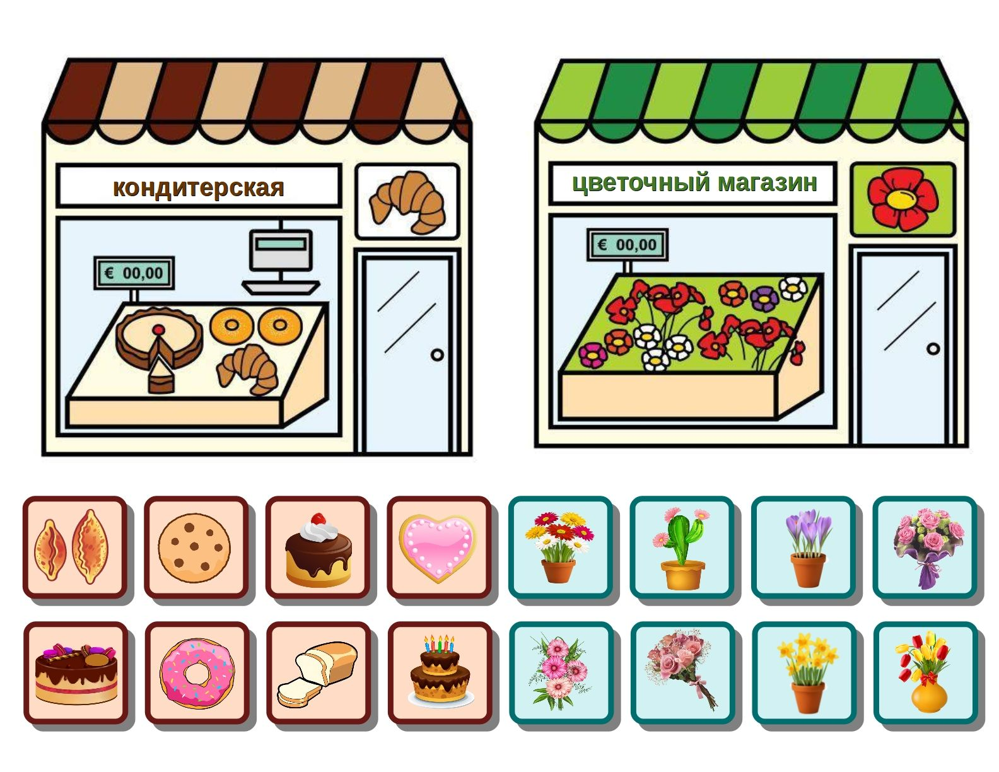 кондитерская
цветочный магазин
€ 00,00
€ 00,00